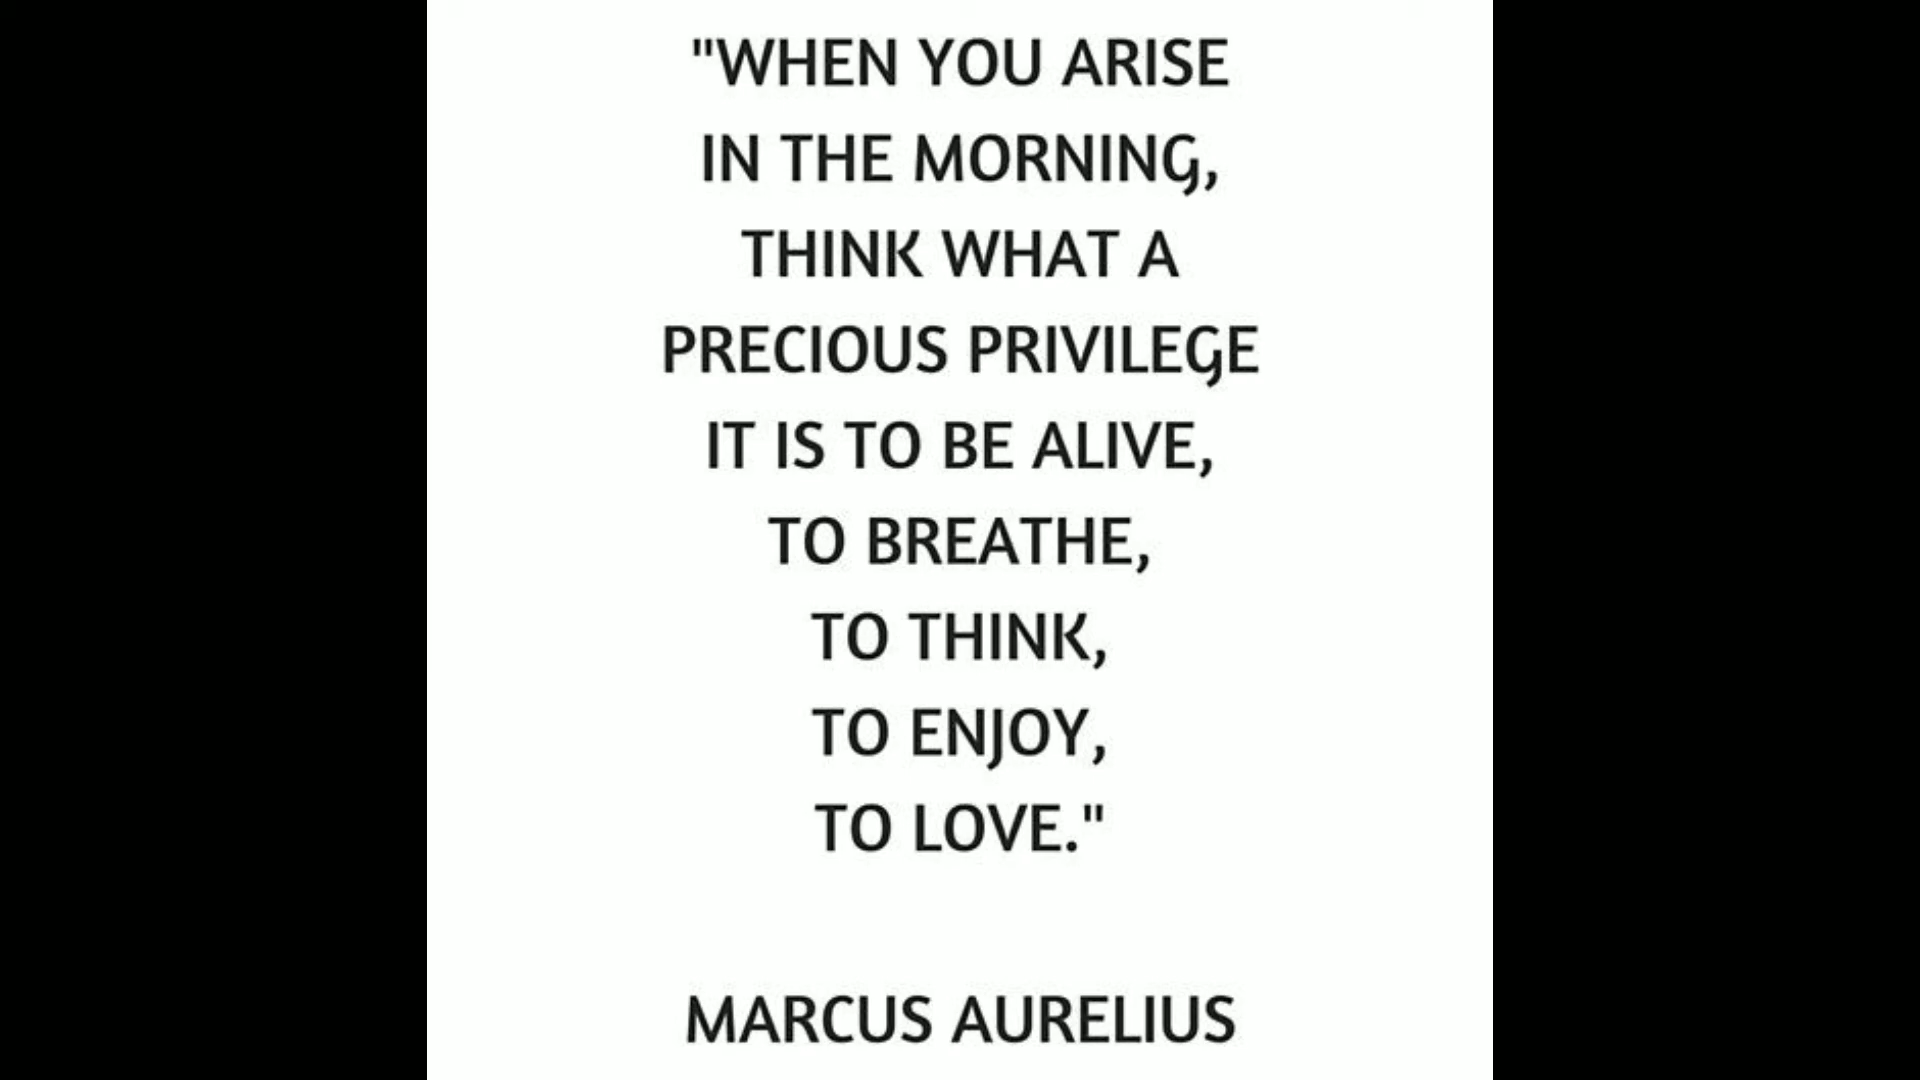 "WHEN YOU ARISE
IN THE MORNING,
THINK WHAT A
PRECIOUS PRIVILEGE
IT IS TO BE ALIVE,
TO BREATHE,
TO THINK,
TO ENJOY,
TO LOVE."
MARCUS AURELIUS